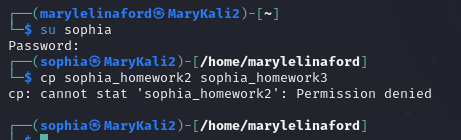 ┌──(marylelinaford㉿MaryKali2)-[~]
└─$ su sophia
Password:
┌──(sophia㉿MaryKali2)-[/home/marylelinaford]
└─$ cp sophia_homework2 sophia_homework3
cp: cannot stat 'sophia_homework2': Permission denied
┌──(sophia㉿MaryKali2)-[/home/marylelinaford]
└─$